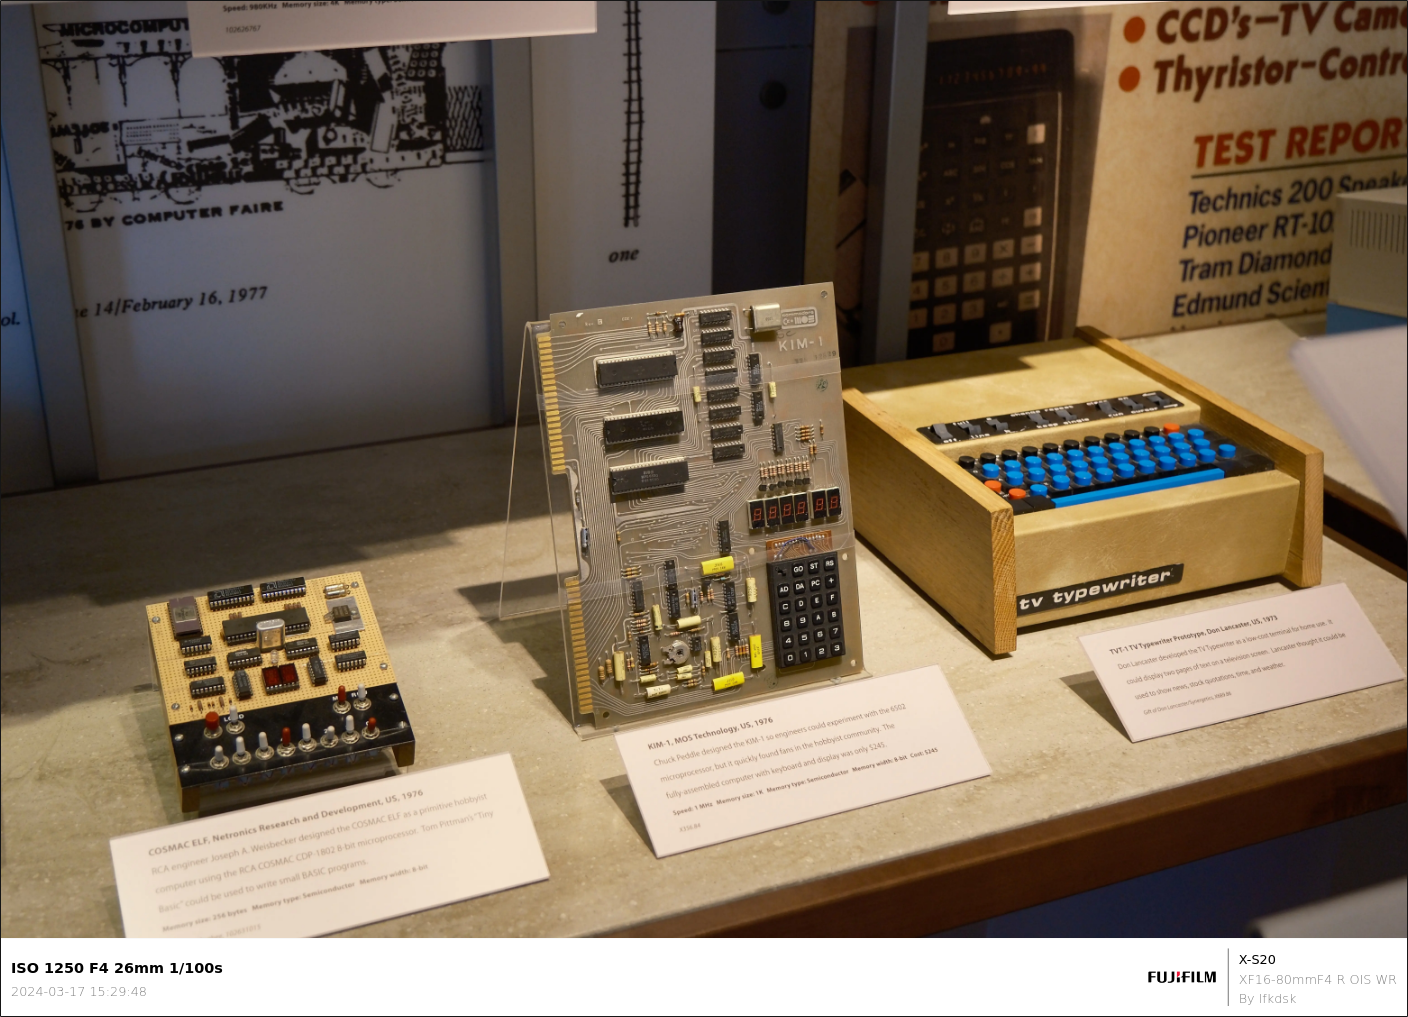 Speed: 980KHz Memory size: 4K Memory
102626767
MICROCOMPU
76 BY COMPUTER FAIRE
14/February 16, 1977
ol.
one
CCD's—TV Came
Thyristor-Contro
TEST REPOR
Technics 200 Speake
Pioneer RT-10
Tram Diamond
Edmund Scien
KIM-1
GO ST RS
AD DA PC +
C D E F
8 9 A B
4 5 6 7
0 1 2 3
LOAD
tv typewriter
COSMAC ELF, Netronics Research and Development, US, 1976
RCA engineer Joseph A. Weisbecker designed the COSMAC ELF as a primitive hobbyist
computer using the RCA COSMAC CDP-1802 8-bit microprocessor. Tom Pittman's "Tiny
Basic" could be used to write small BASIC programs.
Memory size: 256 bytes Memory type: Semiconductor Memory width: 8-bit
KIM-1, MOS Technology, US, 1976
Chuck Peddle designed the KIM-1 so engineers could experiment with the 6502
microprocessor, but it quickly found fans in the hobbyist community. The
fully-assembled computer with keyboard and display was only $245.
Speed: 1 MHz Memory size: 1K Memory type: Semiconductor Memory width: 8-bit Cost: $245
TVT-1 TV Typewriter Prototype, Don Lancaster, US, 1973
Don Lancaster developed the TV Typewriter as a low-cost terminal for home use. It
could display two pages of text on a television screen. Lancaster thought it could be
used to show news, stock quotations, time, and weather.
ISO 1250 F4 26mm 1/100s
2024-03-17 15:29:48
FUJIFILM
X-S20
XF16-80mmF4 R OIS WR
By lfkdsk